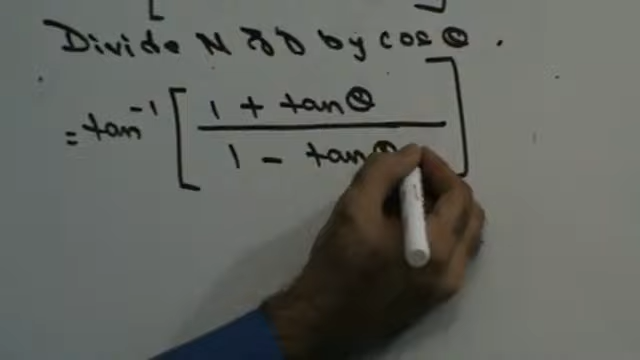 Divide N & D by cos θ .
= tan⁻¹ [ 1 + tan θ
1 - tan θ ]